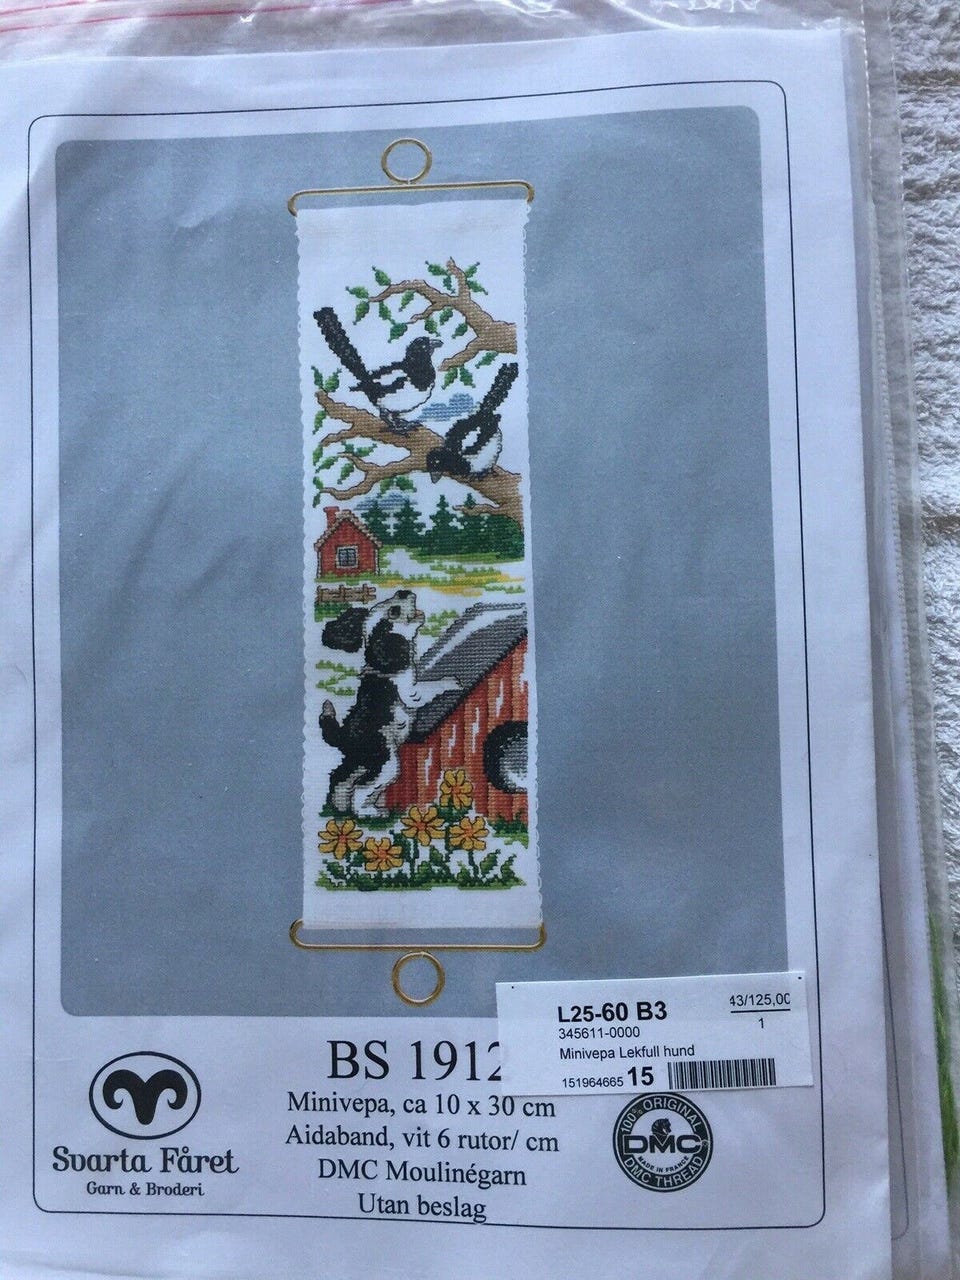 L25-60 B3
43/125,00
1
345611-0000
Minivepa Lekfull hund
151964665 15
BS 1912
Minivepa, ca 10 x 30 cm
Aidaband, vit 6 rutor/ cm
DMC Moulinégarn
Utan beslag
Svarta Fåret
Garn & Broderi
100% ORIGINAL
DMC
MADE IN FRANCE
DMC THREAD